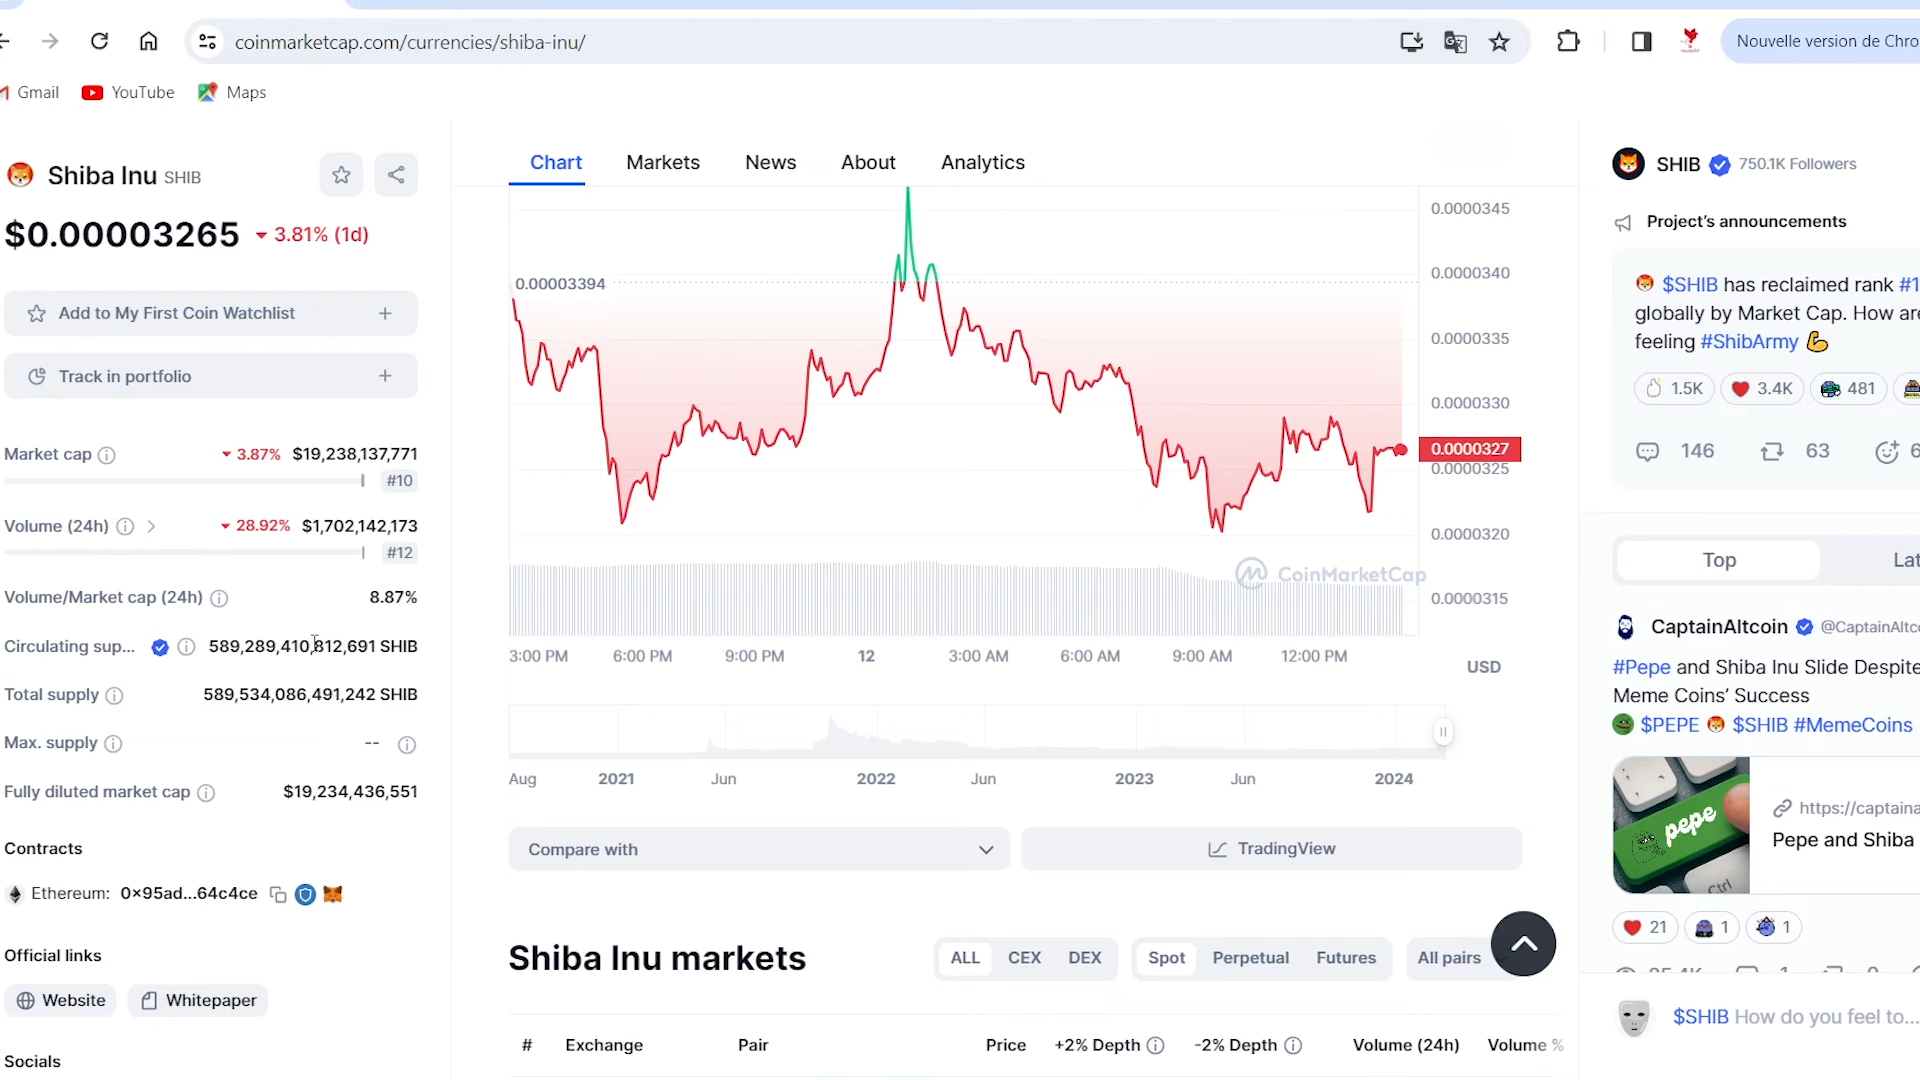 coinmarketcap.com/currencies/shiba-inu/
Nouvelle version de Chro
Gmail
YouTube
Maps
Shiba Inu SHIB
$0.00003265 3.81% (1d)
Add to My First Coin Watchlist +
Track in portfolio +
Market cap 3.87% $19,238,137,771
#10
Volume (24h) 28.92% $1,702,142,173
#12
Volume/Market cap (24h) 8.87%
Circulating sup... 589,289,410,812,691 SHIB
Total supply 589,534,086,491,242 SHIB
Max. supply --
Fully diluted market cap $19,234,436,551
Contracts
Ethereum: 0x95ad...64c4ce
Official links
Website
Whitepaper
Socials
Chart Markets News About Analytics
0.00003394
0.0000345
0.0000340
0.0000335
0.0000330
0.0000327
0.0000325
0.0000320
0.0000315
CoinMarketCap
3:00 PM 6:00 PM 9:00 PM 12 3:00 AM 6:00 AM 9:00 AM 12:00 PM
USD
Aug 2021 Jun 2022 Jun 2023 Jun 2024
Compare with
TradingView
Shiba Inu markets
ALL CEX DEX
Spot Perpetual Futures
All pairs
# Exchange Pair Price +2% Depth -2% Depth Volume (24h) Volume %
SHIB 750.1K Followers
Project's announcements
$SHIB has reclaimed rank #1
globally by Market Cap. How are
feeling #ShibArmy
1.5K 3.4K 481
146 63 6
Top Lat
CaptainAltcoin @CaptainAltco
#Pepe and Shiba Inu Slide Despite
Meme Coins' Success
$PEPE $SHIB #MemeCoins
pepe
Ctrl
https://captaina
Pepe and Shiba
21 1 1
$SHIB How do you feel to...